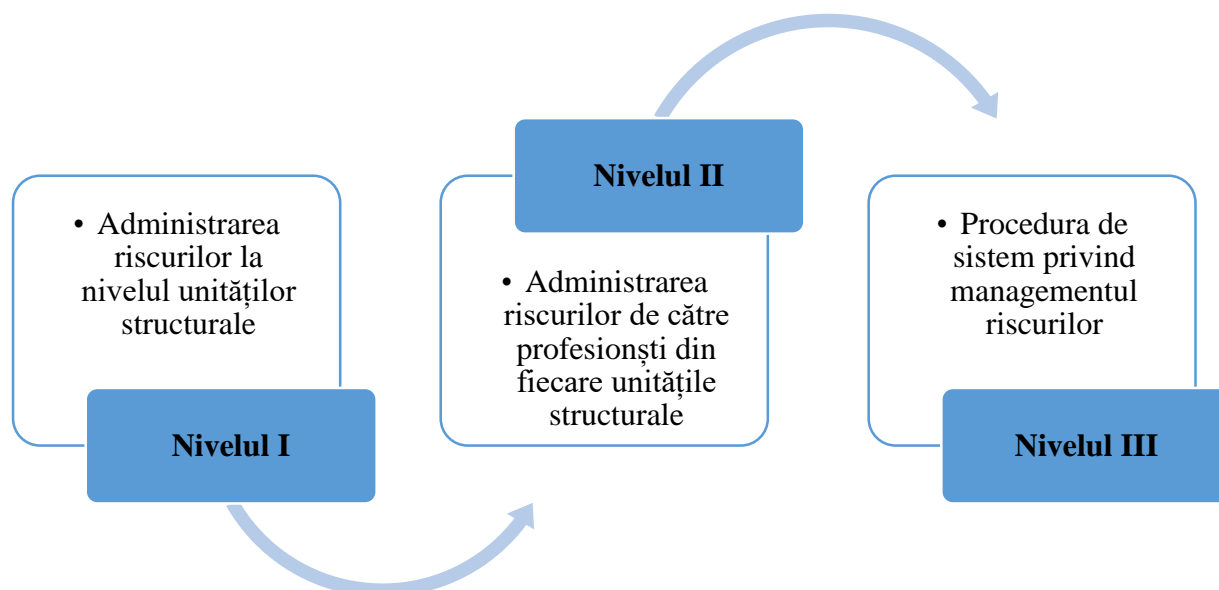 • Administrarea
riscurilor la
nivelul unităților
structurale
Nivelul I
Nivelul II
• Administrarea
riscurilor de către
profesionști din
fiecare unitățile
structurale
• Procedura de
sistem privind
managementul
riscurilor
Nivelul III